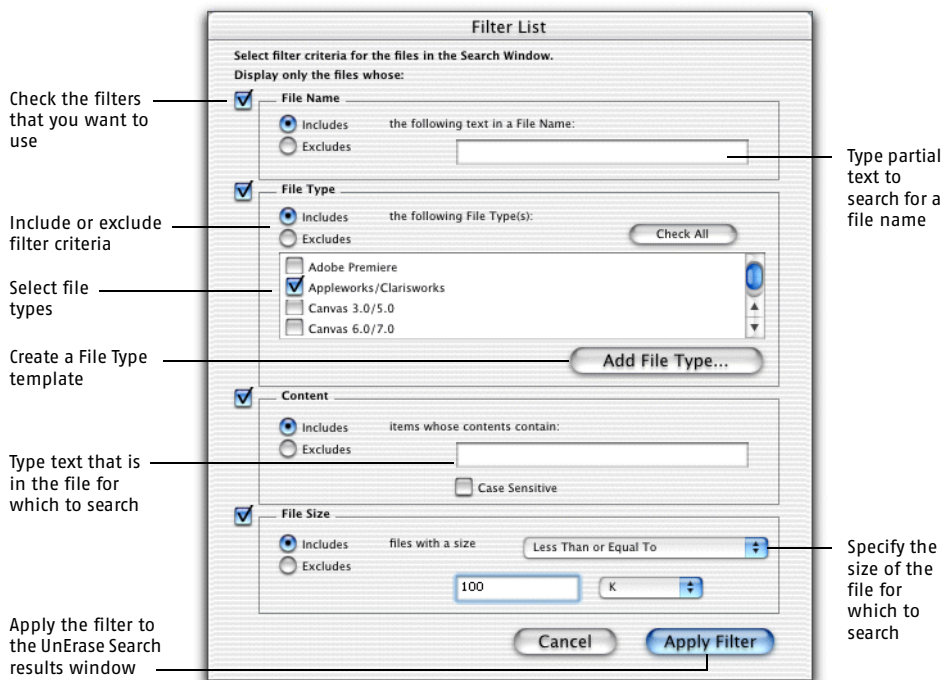 Filter List
Select filter criteria for the files in the Search Window.
Display only the files whose:
Check the filters
that you want to
use
File Name
Includes
the following text in a File Name:
Excludes
Type partial
text to
search for a
file name
File Type
Include or exclude
filter criteria
Includes
the following File Type(s):
Excludes
Check All
Select file
types
Adobe Premiere
Appleworks/Clarisworks
Canvas 3.0/5.0
Canvas 6.0/7.0
Create a File Type
template
Add File Type...
Content
Includes
items whose contents contain:
Excludes
Type text that is
in the file for
which to search
Case Sensitive
File Size
Includes
files with a size
Less Than or Equal To
Excludes
100
K
Specify the
size of the
file for
which to
search
Apply the filter to
the UnErase Search
results window
Cancel
Apply Filter